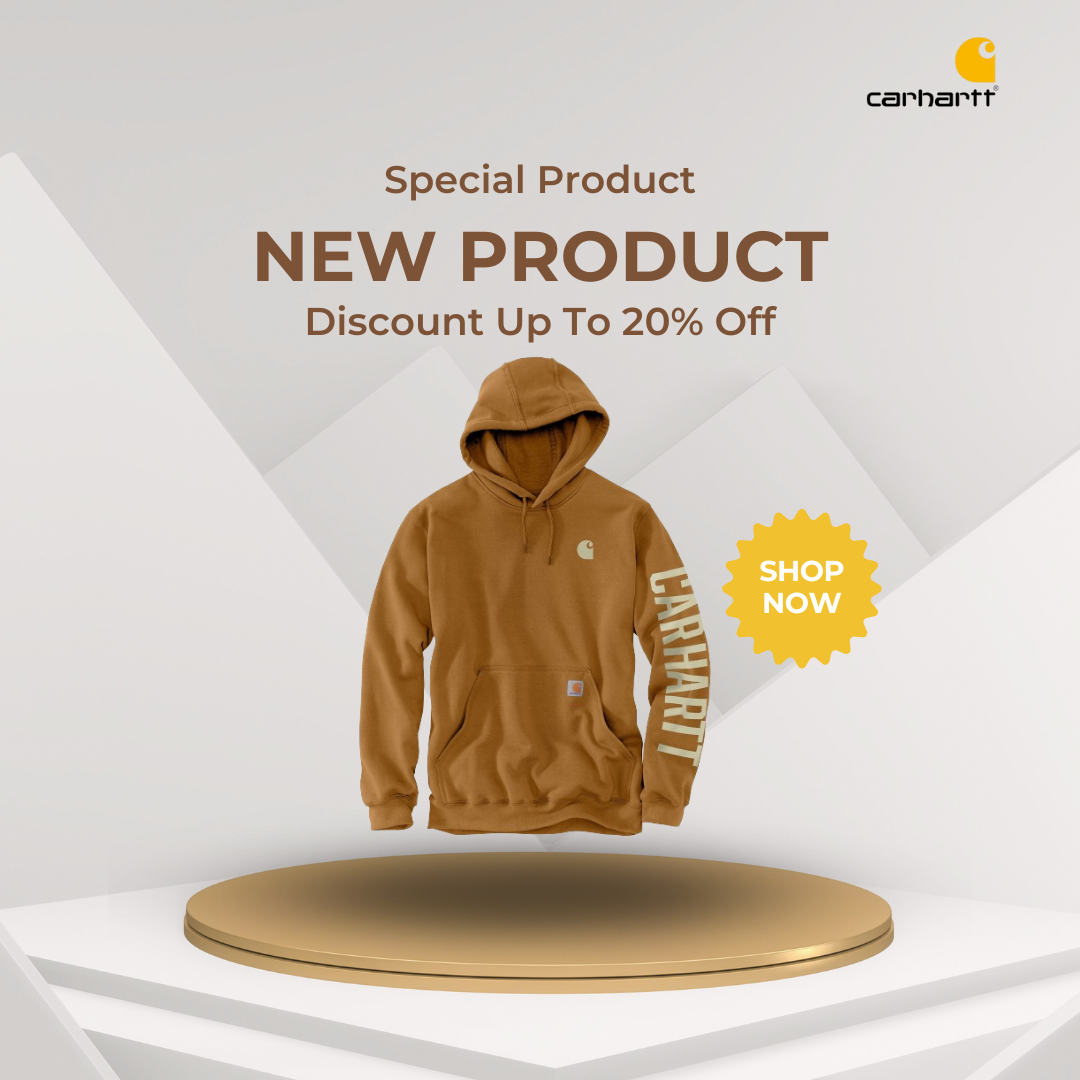 carhartt®
Special Product
NEW PRODUCT
Discount Up To 20% Off
SHOP
NOW
CARHARTT